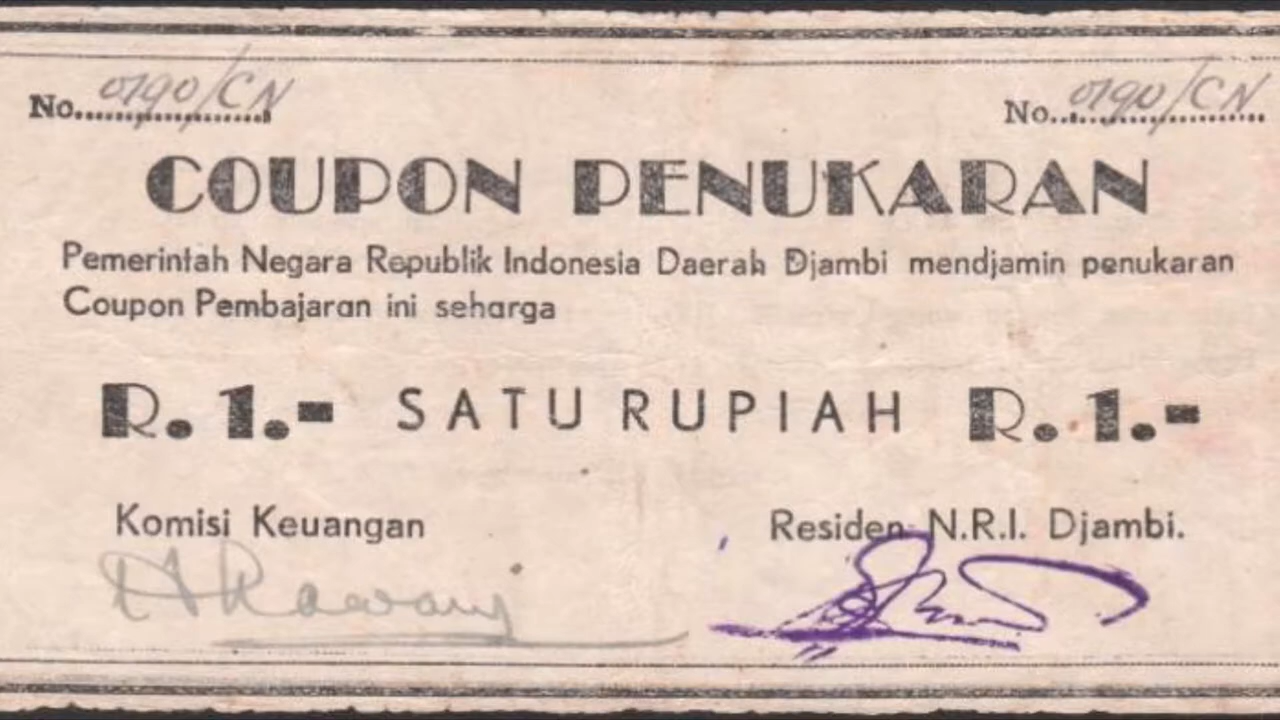 No. 0190/CN No. 0190/CN
COUPON PENUKARAN
Pemerintah Negara Republik Indonesia Daerah Djambi mendjamin penukaran
Coupon Pembajaran ini seharga
R. 1.- SATU RUPIAH R. 1.-
Komisi Keuangan Residen N.R.I. Djambi.